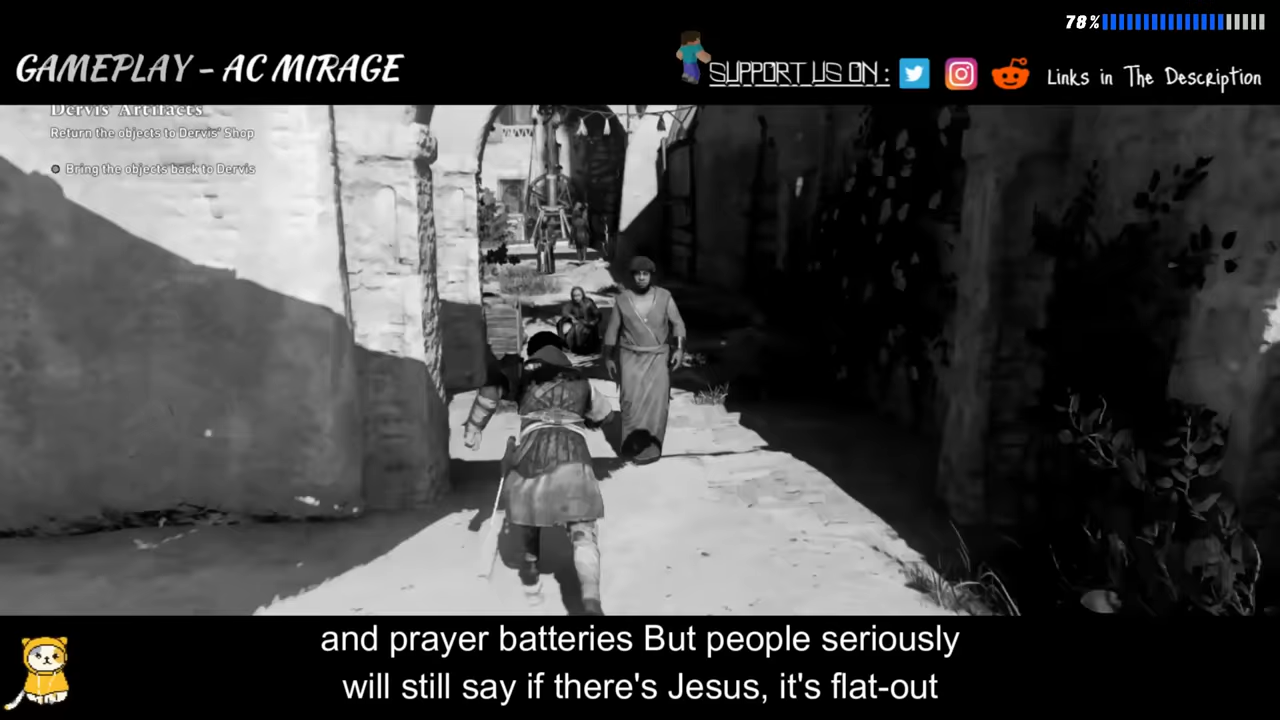 78%
GAMEPLAY - AC MIRAGE
SUPPORT US ON :
Links in The Description
Dervis' Artifacts
Return the objects to Dervis' Shop
Bring the objects back to Dervis
and prayer batteries But people seriously
will still say if there's Jesus, it's flat-out